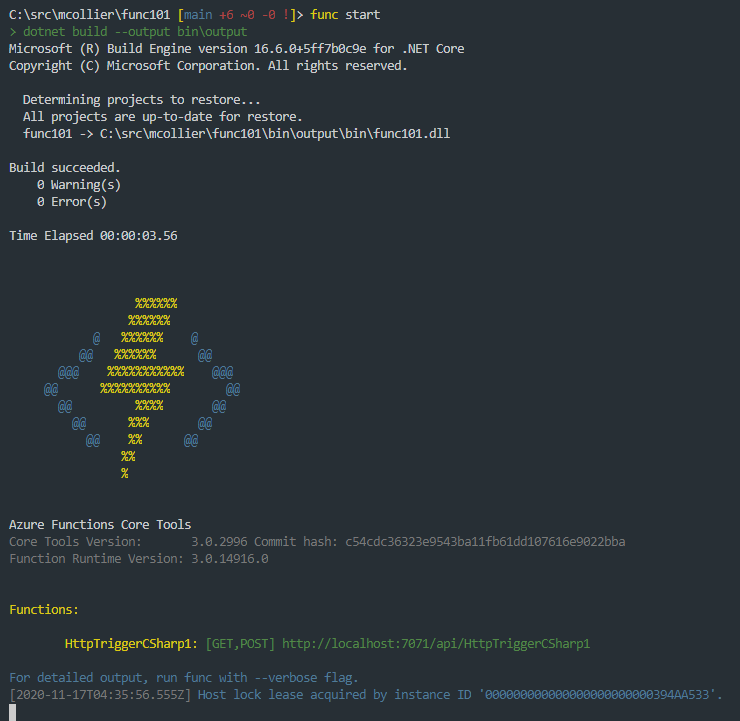 C:\src\mcollier\func101 [main +6 ~0 -0 !]> func start
> dotnet build --output bin\output
Microsoft (R) Build Engine version 16.6.0+5ff7b0c9e for .NET Core
Copyright (C) Microsoft Corporation. All rights reserved.
Determining projects to restore...
All projects are up-to-date for restore.
func101 -> C:\src\mcollier\func101\bin\output\bin\func101.dll
Build succeeded.
0 Warning(s)
0 Error(s)
Time Elapsed 00:00:03.56
%%%%%%
%%%%%%
@ %%%%%% @
@@ %%%%%% @@
@@@ %%%%%%%%%%% @@@
@@ %%%%%%%%%% @@
@@ %%%% @@
@@ %%% @@
@@ %% @@
%%
%
Azure Functions Core Tools
Core Tools Version: 3.0.2996 Commit hash: c54cdc36323e9543ba11fb61dd107616e9022bba
Function Runtime Version: 3.0.14916.0
Functions:
HttpTriggerCSharp1: [GET,POST] http://localhost:7071/api/HttpTriggerCSharp1
For detailed output, run func with --verbose flag.
[2020-11-17T04:35:56.555Z] Host lock lease acquired by instance ID '000000000000000000000000394AA533'.